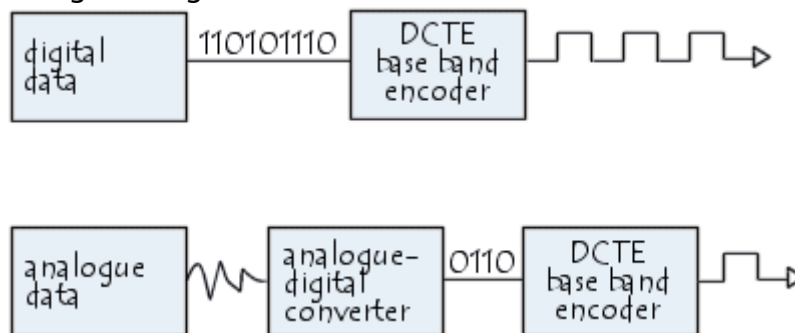 digital
data
110101110
DCTE
base band
encoder
analogue
data
analogue-
digital
converter
0110
DCTE
base band
encoder